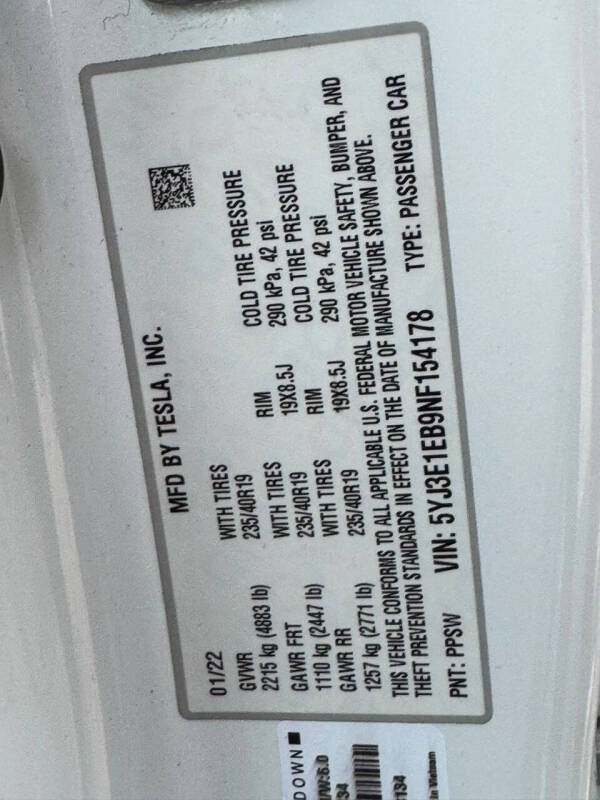 MFD BY TESLA, INC.
01/22
GVWR WITH TIRES RIM COLD TIRE PRESSURE
2215 kg (4883 lb) 235/40R19 19X8.5J 290 kPa, 42 psi
GAWR FRT WITH TIRES RIM COLD TIRE PRESSURE
1110 kg (2447 lb) 235/40R19 19X8.5J 290 kPa, 42 psi
GAWR RR WITH TIRES
1257 kg (2771 lb) 235/40R19
THIS VEHICLE CONFORMS TO ALL APPLICABLE U.S. FEDERAL MOTOR VEHICLE SAFETY, BUMPER, AND
THEFT PREVENTION STANDARDS IN EFFECT ON THE DATE OF MANUFACTURE SHOWN ABOVE.
PNT: PPSW VIN: 5YJ3E1EB9NF154178 TYPE: PASSENGER CAR
DOWN
34
134
In Vietnam